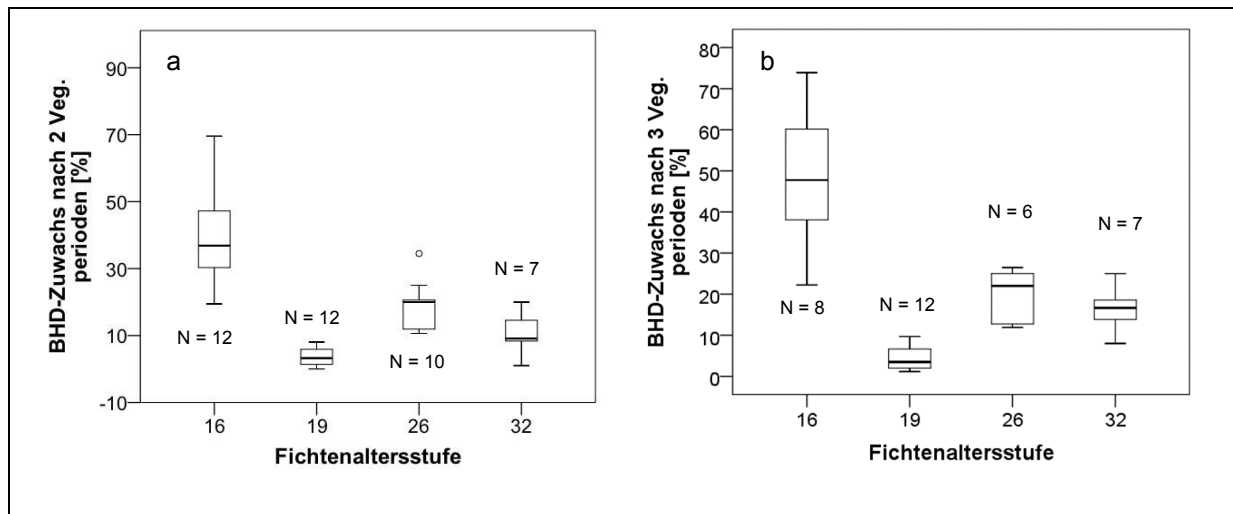 a
BHD-Zuwachs nach 2 Veg.
perioden [%]
90
70
50
30
10
-10
N = 12
N = 12
N = 10
N = 7
16
19
26
32
Fichtenaltersstufe
b
BHD-Zuwachs nach 3 Veg.
perioden [%]
80
70
60
50
40
30
20
10
0
N = 8
N = 12
N = 6
N = 7
16
19
26
32
Fichtenaltersstufe